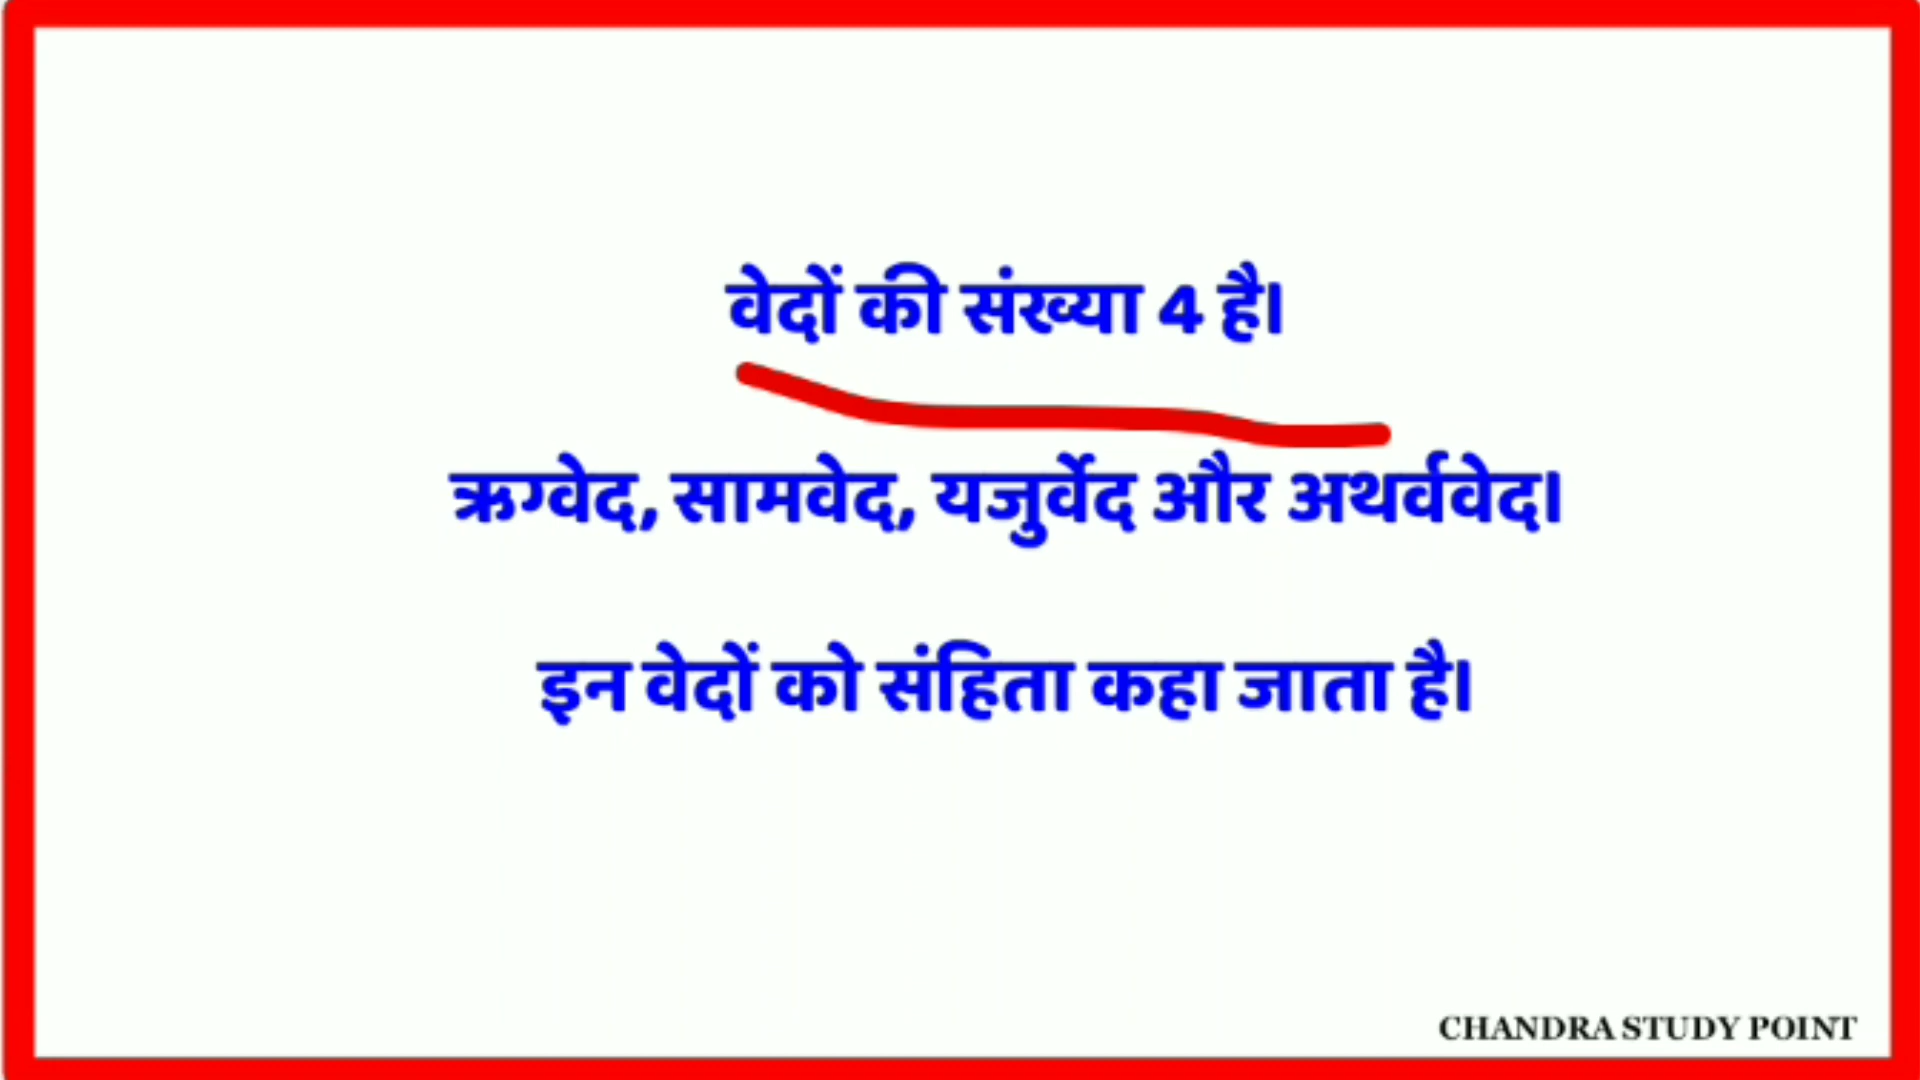 वेदों की संख्या 4 है।
ऋग्वेद, सामवेद, यजुर्वेद और अथर्ववेद।
इन वेदों को संहिता कहा जाता है।
CHANDRA STUDY POINT